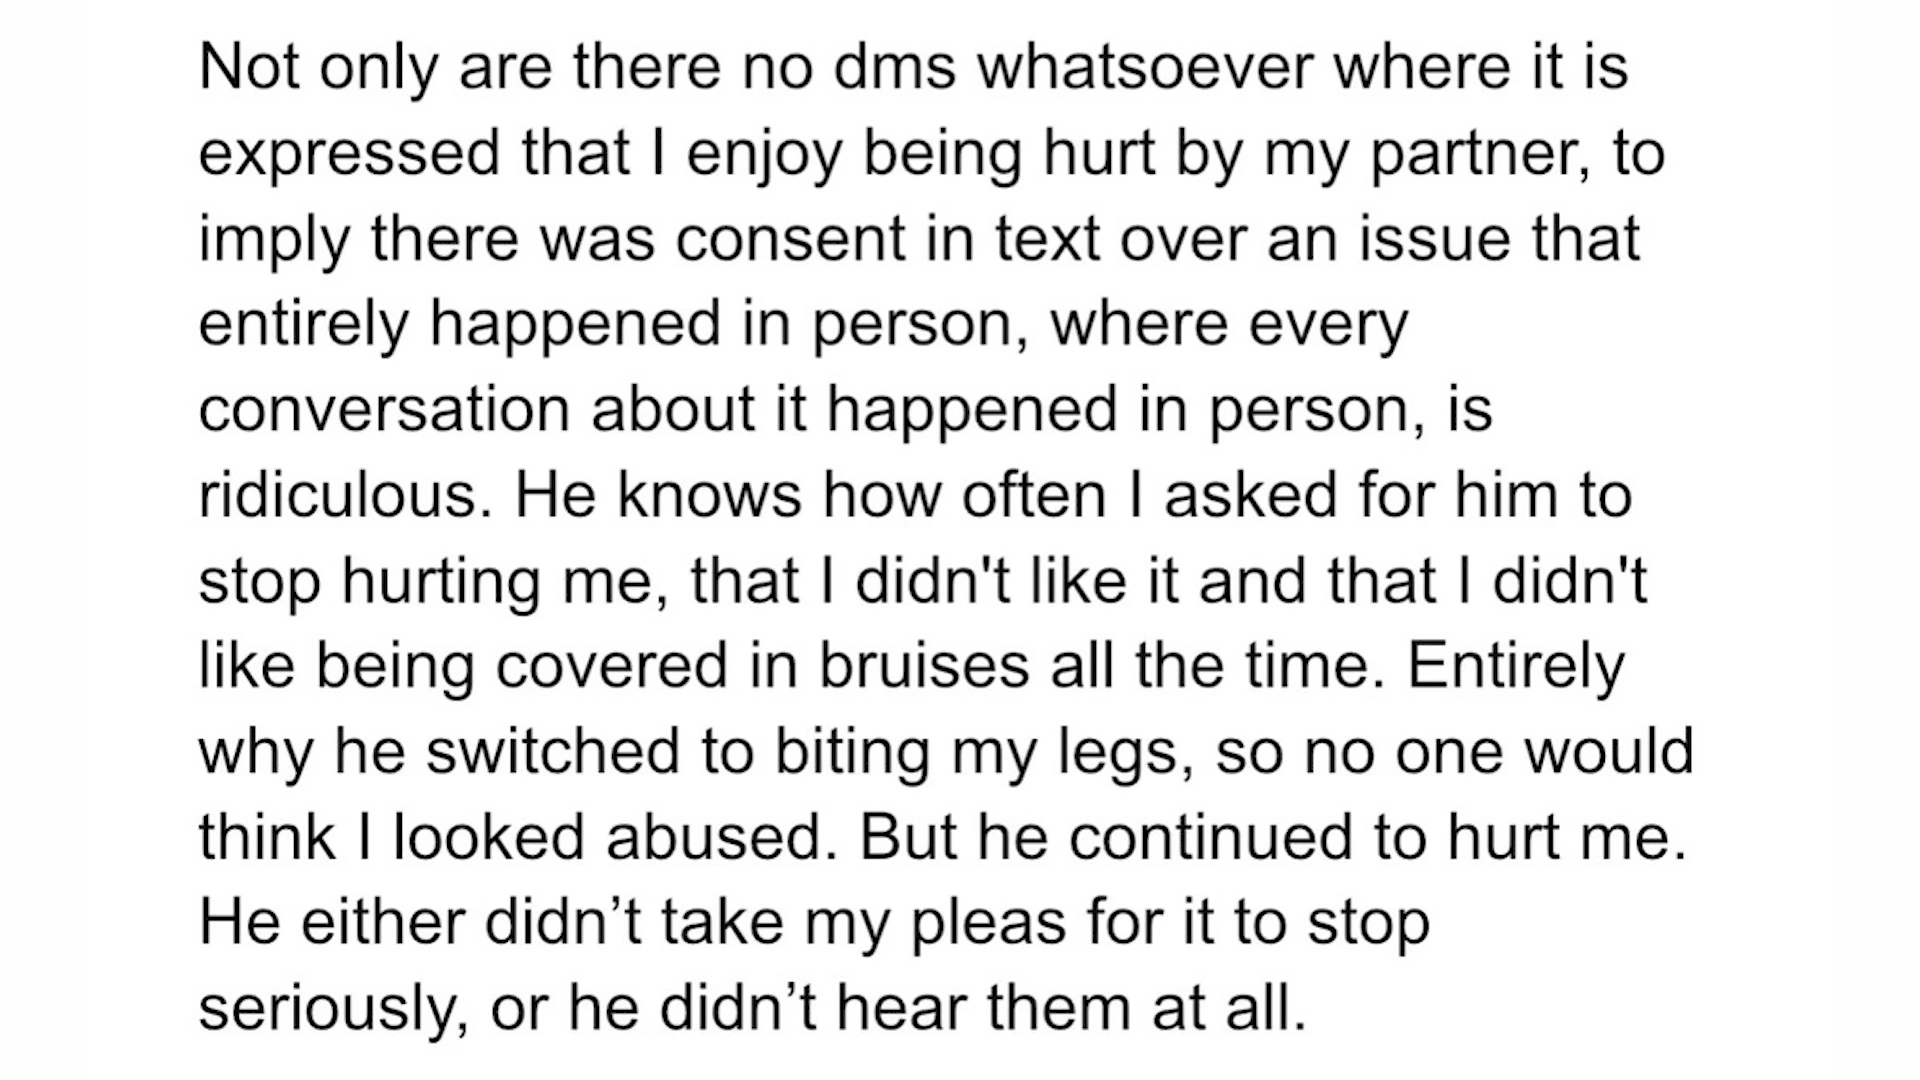 Not only are there no dms whatsoever where it is
expressed that I enjoy being hurt by my partner, to
imply there was consent in text over an issue that
entirely happened in person, where every
conversation about it happened in person, is
ridiculous. He knows how often I asked for him to
stop hurting me, that I didn't like it and that I didn't
like being covered in bruises all the time. Entirely
why he switched to biting my legs, so no one would
think I looked abused. But he continued to hurt me.
He either didn’t take my pleas for it to stop
seriously, or he didn’t hear them at all.